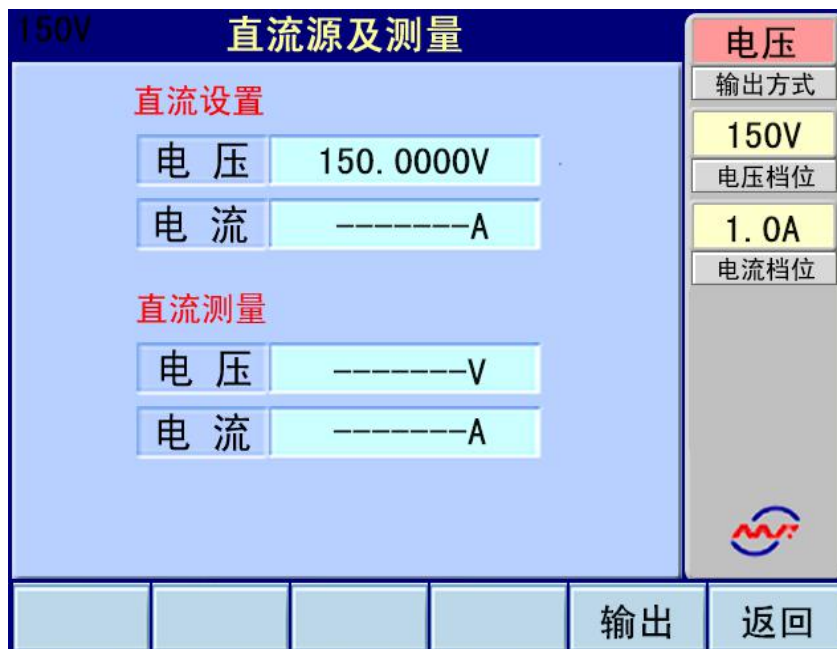 150V
直流源及测量
直流设置
电 压 150.0000V
电 流 -------A
直流测量
电 压 -------V
电 流 -------A
电压
输出方式
150V
电压档位
1.0A
电流档位
输出 返回